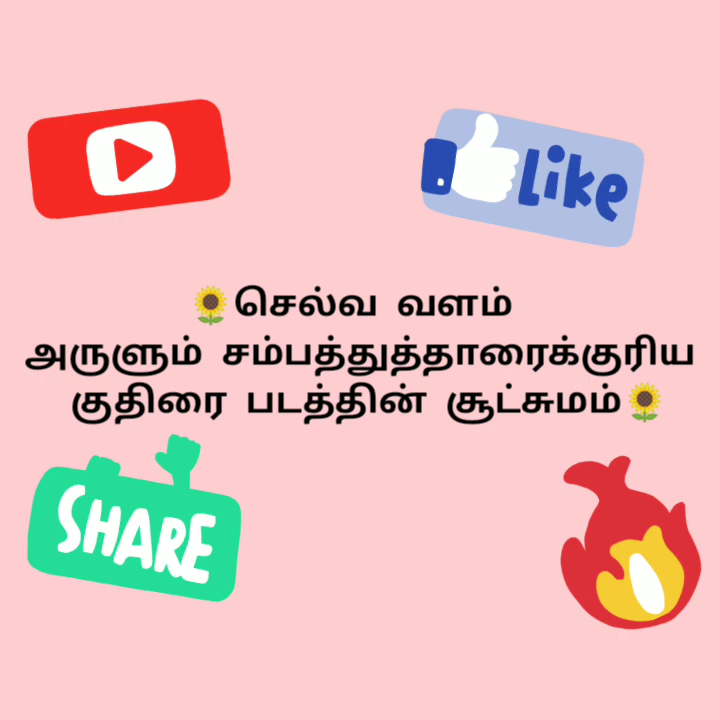 Like
🌻செல்வ வளம்
அருளும் சம்பத்துத்தாரைக்குரிய
குதிரை படத்தின் சூட்சுமம்🌻
SHARE